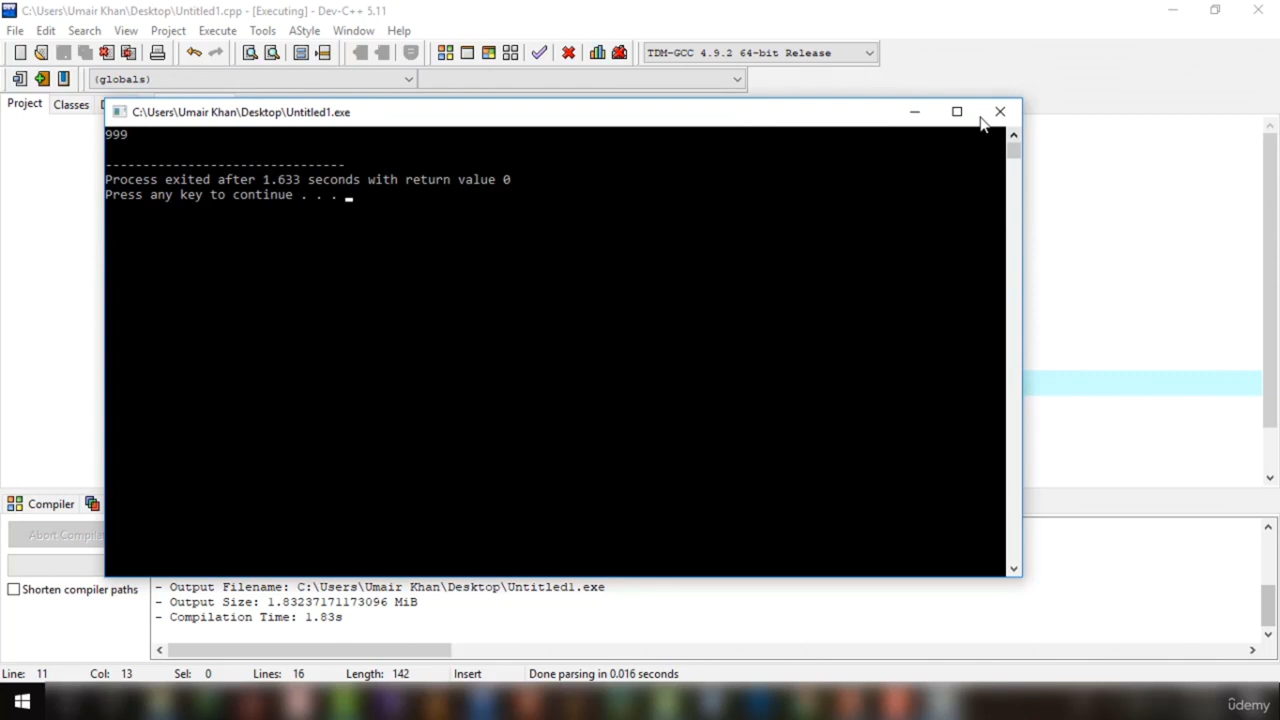 C:\Users\Umair Khan\Desktop\Untitled1.cpp - [Executing] - Dev-C++ 5.11
File Edit Search View Project Execute Tools AStyle Window Help
TDM-GCC 4.9.2 64-bit Release
(globals)
Project Classes
C:\Users\Umair Khan\Desktop\Untitled1.exe
999
--------------------------------
Process exited after 1.633 seconds with return value 0
Press any key to continue . . .
Compiler
Abort Compila
- Output Filename: C:\Users\Umair Khan\Desktop\Untitled1.exe
Shorten compiler paths
- Output Size: 1.83237171173096 MiB
- Compilation Time: 1.83s
Line: 11 Col: 13 Sel: 0 Lines: 16 Length: 142 Insert Done parsing in 0.016 seconds
ûdemy